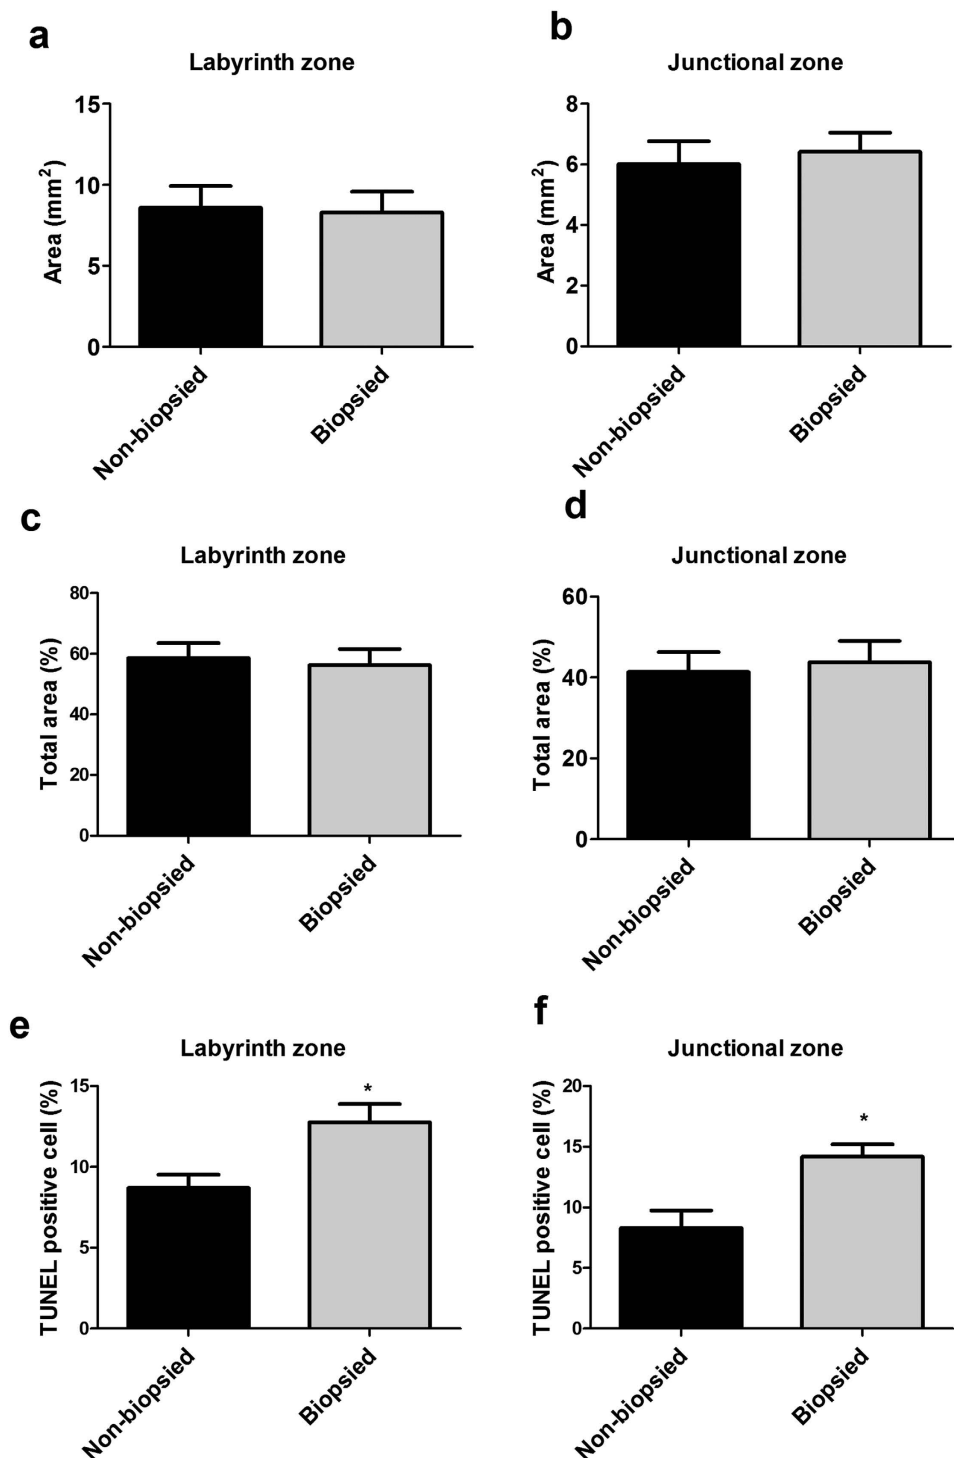 a
Labyrinth zone
Area (mm²)
15
10
5
0
Non-biopsied
Biopsied
b
Junctional zone
Area (mm²)
8
6
4
2
0
Non-biopsied
Biopsied
c
Labyrinth zone
Total area (%)
80
60
40
20
0
Non-biopsied
Biopsied
d
Junctional zone
Total area (%)
60
40
20
0
Non-biopsied
Biopsied
e
Labyrinth zone
TUNEL positive cell (%)
15
10
5
0
*
Non-biopsied
Biopsied
f
Junctional zone
TUNEL positive cell (%)
20
15
10
5
0
*
Non-biopsied
Biopsied